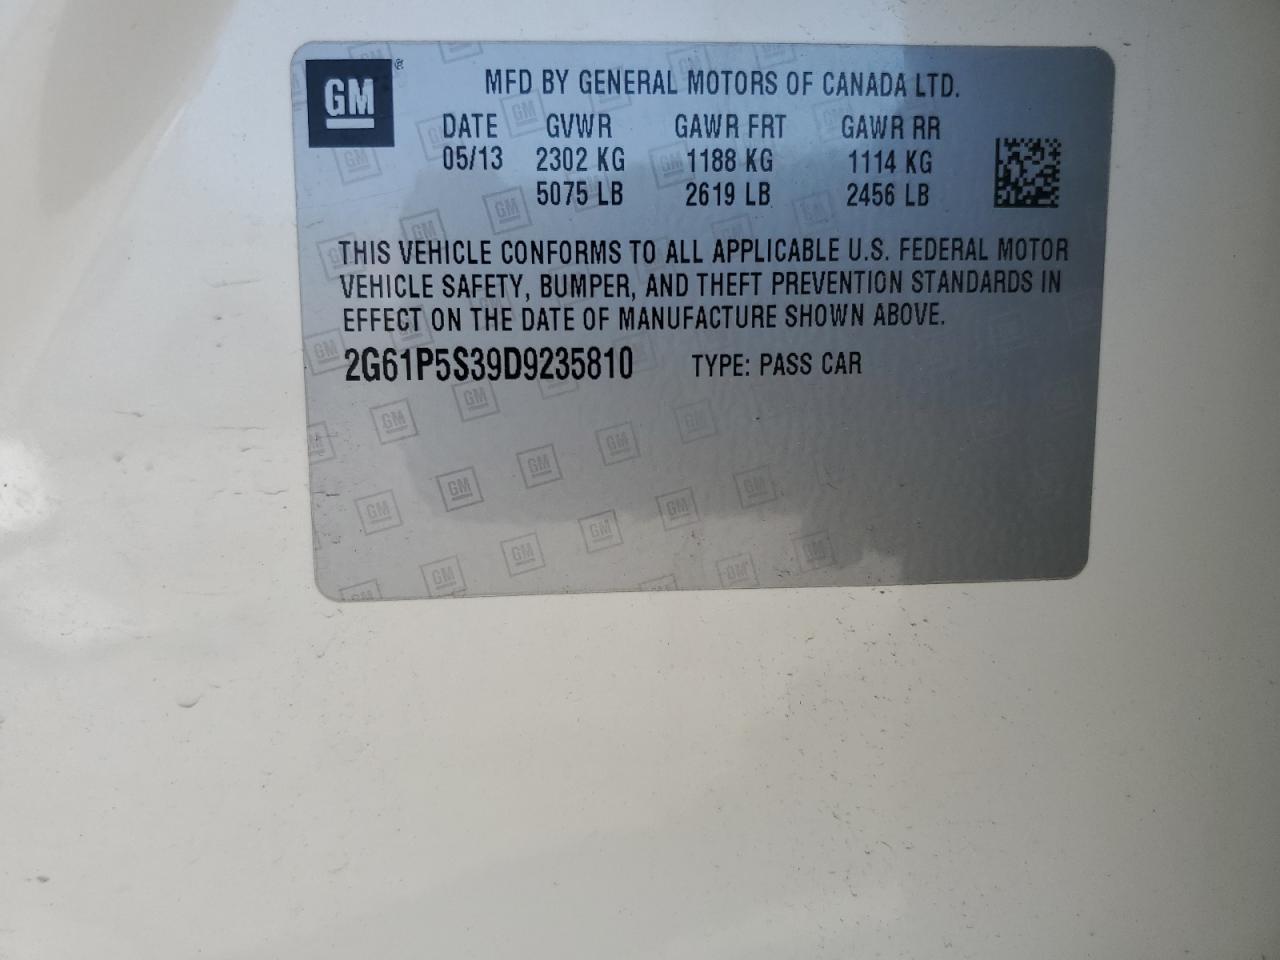 GM ®
MFD BY GENERAL MOTORS OF CANADA LTD.
DATE GVWR GAWR FRT GAWR RR
05/13 2302 KG 1188 KG 1114 KG
5075 LB 2619 LB 2456 LB
THIS VEHICLE CONFORMS TO ALL APPLICABLE U.S. FEDERAL MOTOR
VEHICLE SAFETY, BUMPER, AND THEFT PREVENTION STANDARDS IN
EFFECT ON THE DATE OF MANUFACTURE SHOWN ABOVE.
2G61P5S39D9235810 TYPE: PASS CAR